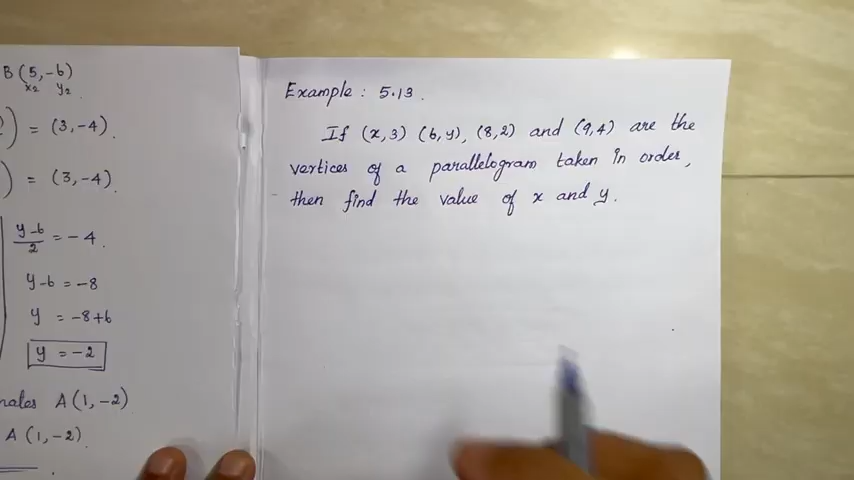 B(5,-6)
x₂ y₂
) = (3,-4).
) = (3,-4).
y-6/2 = -4.
y-6 = -8
y = -8+6
y = -2
nates A(1,-2)
A(1,-2).
Example : 5.13.
If (x,3) (6,y), (8,2) and (9,4) are the
vertices of a parallelogram taken in order,
then find the value of x and y.